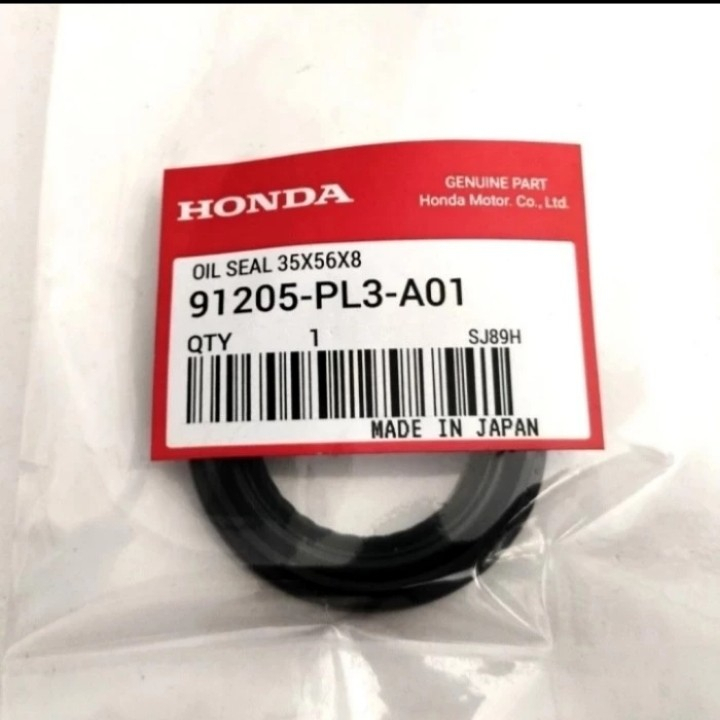 HONDA
GENUINE PART
Honda Motor. Co., Ltd.
OIL SEAL 35X56X8
91205-PL3-A01
QTY 1 SJ89H
MADE IN JAPAN